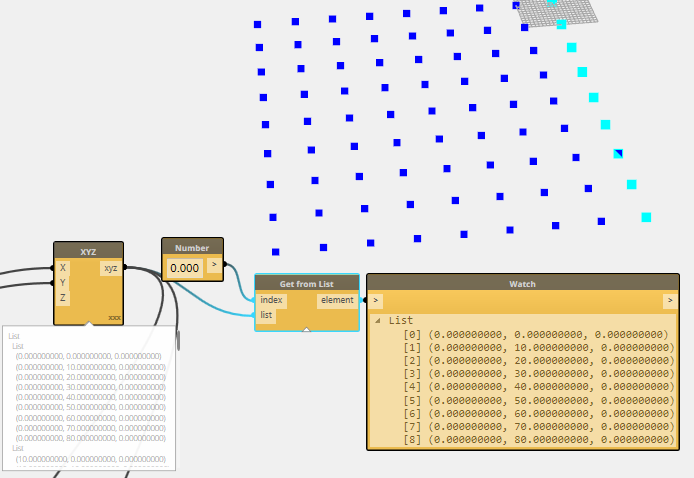 XYZ
X
xyz
Y
Z
xxx
Number
0.000
>
Get from List
index
element
list
Watch
>
>
List
[0] (0.000000000, 0.000000000, 0.000000000)
[1] (0.000000000, 10.000000000, 0.000000000)
[2] (0.000000000, 20.000000000, 0.000000000)
[3] (0.000000000, 30.000000000, 0.000000000)
[4] (0.000000000, 40.000000000, 0.000000000)
[5] (0.000000000, 50.000000000, 0.000000000)
[6] (0.000000000, 60.000000000, 0.000000000)
[7] (0.000000000, 70.000000000, 0.000000000)
[8] (0.000000000, 80.000000000, 0.000000000)
List
List
(0.000000000, 0.000000000, 0.000000000)
(0.000000000, 10.000000000, 0.000000000)
(0.000000000, 20.000000000, 0.000000000)
(0.000000000, 30.000000000, 0.000000000)
(0.000000000, 40.000000000, 0.000000000)
(0.000000000, 50.000000000, 0.000000000)
(0.000000000, 60.000000000, 0.000000000)
(0.000000000, 70.000000000, 0.000000000)
(0.000000000, 80.000000000, 0.000000000)
List
(10.000000000, 0.000000000, 0.000000000)